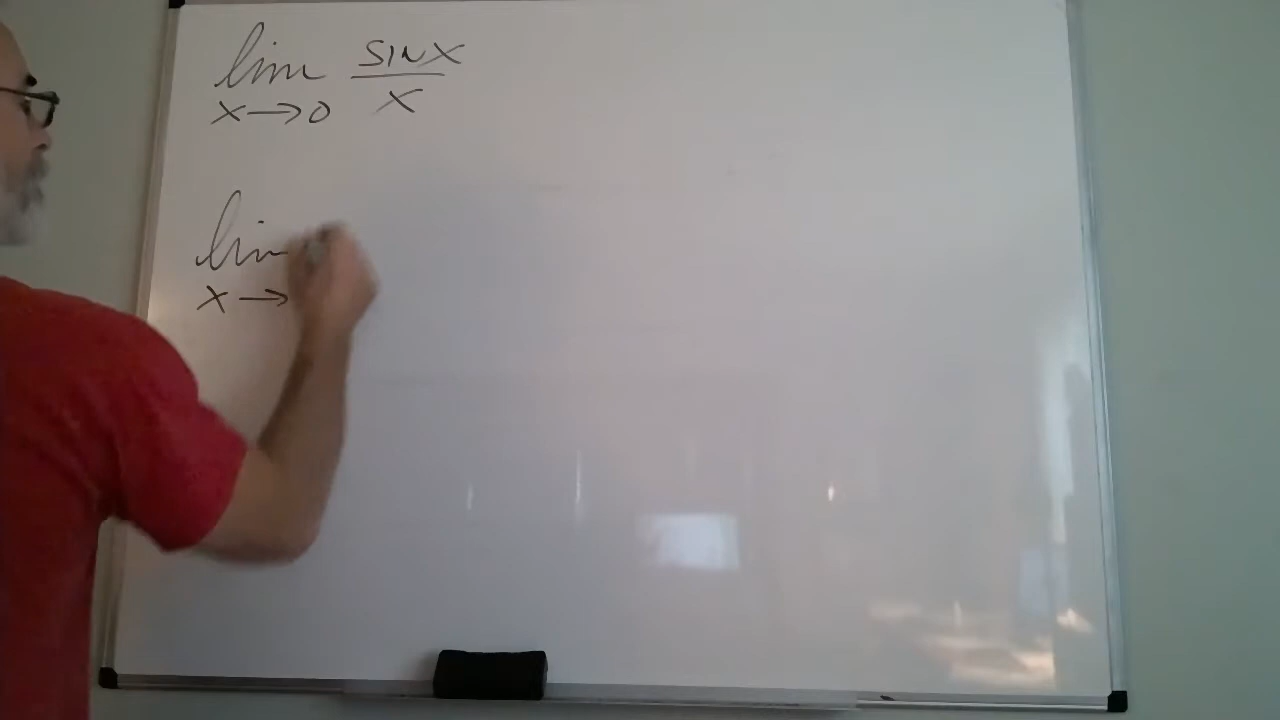 lim sinx/x
x→0
lim
x→